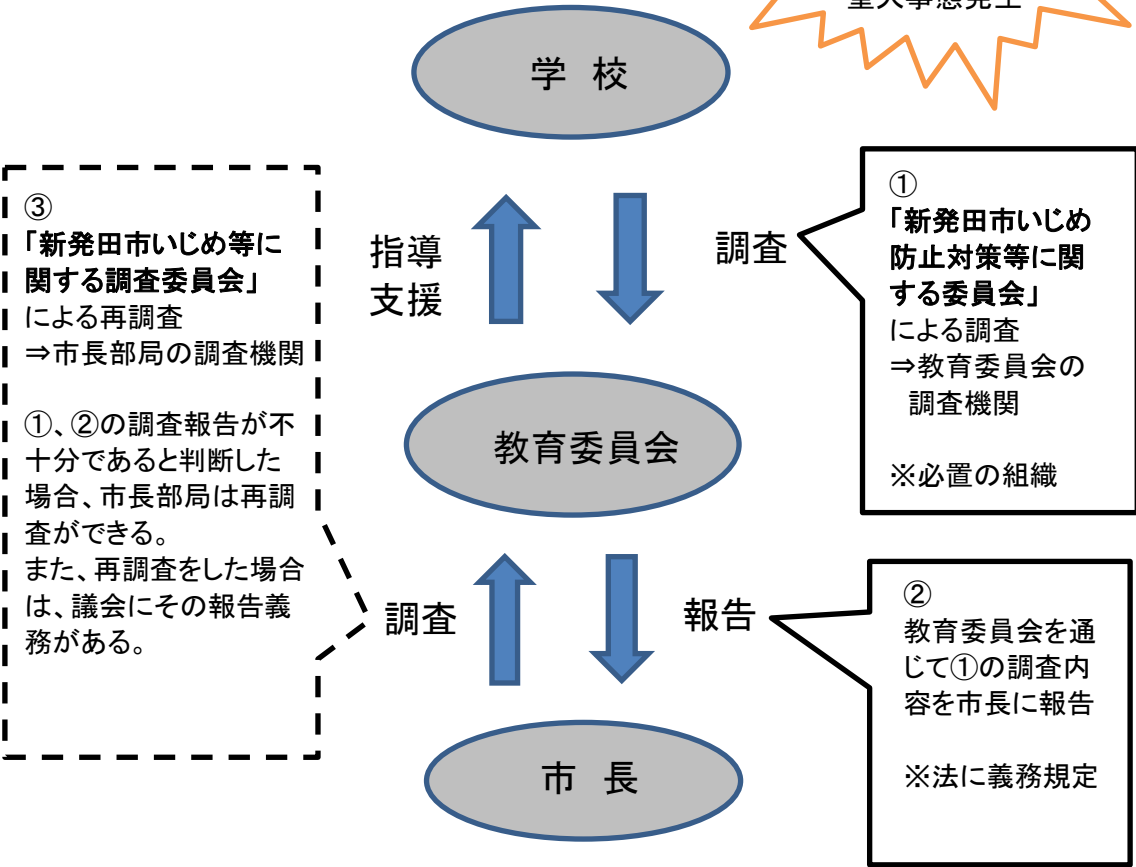 重大事態発生
学 校
③
「新発田市いじめ等に
関する調査委員会」
による再調査
⇒市長部局の調査機関
①、②の調査報告が不
十分であると判断した
場合、市長部局は再調
査ができる。
また、再調査をした場合
は、議会にその報告義
務がある。
指導
支援
調査
①
「新発田市いじめ
防止対策等に関
する委員会」
による調査
⇒教育委員会の
調査機関
※必置の組織
教育委員会
調査
報告
②
教育委員会を通
じて①の調査内
容を市長に報告
※法に義務規定
市 長